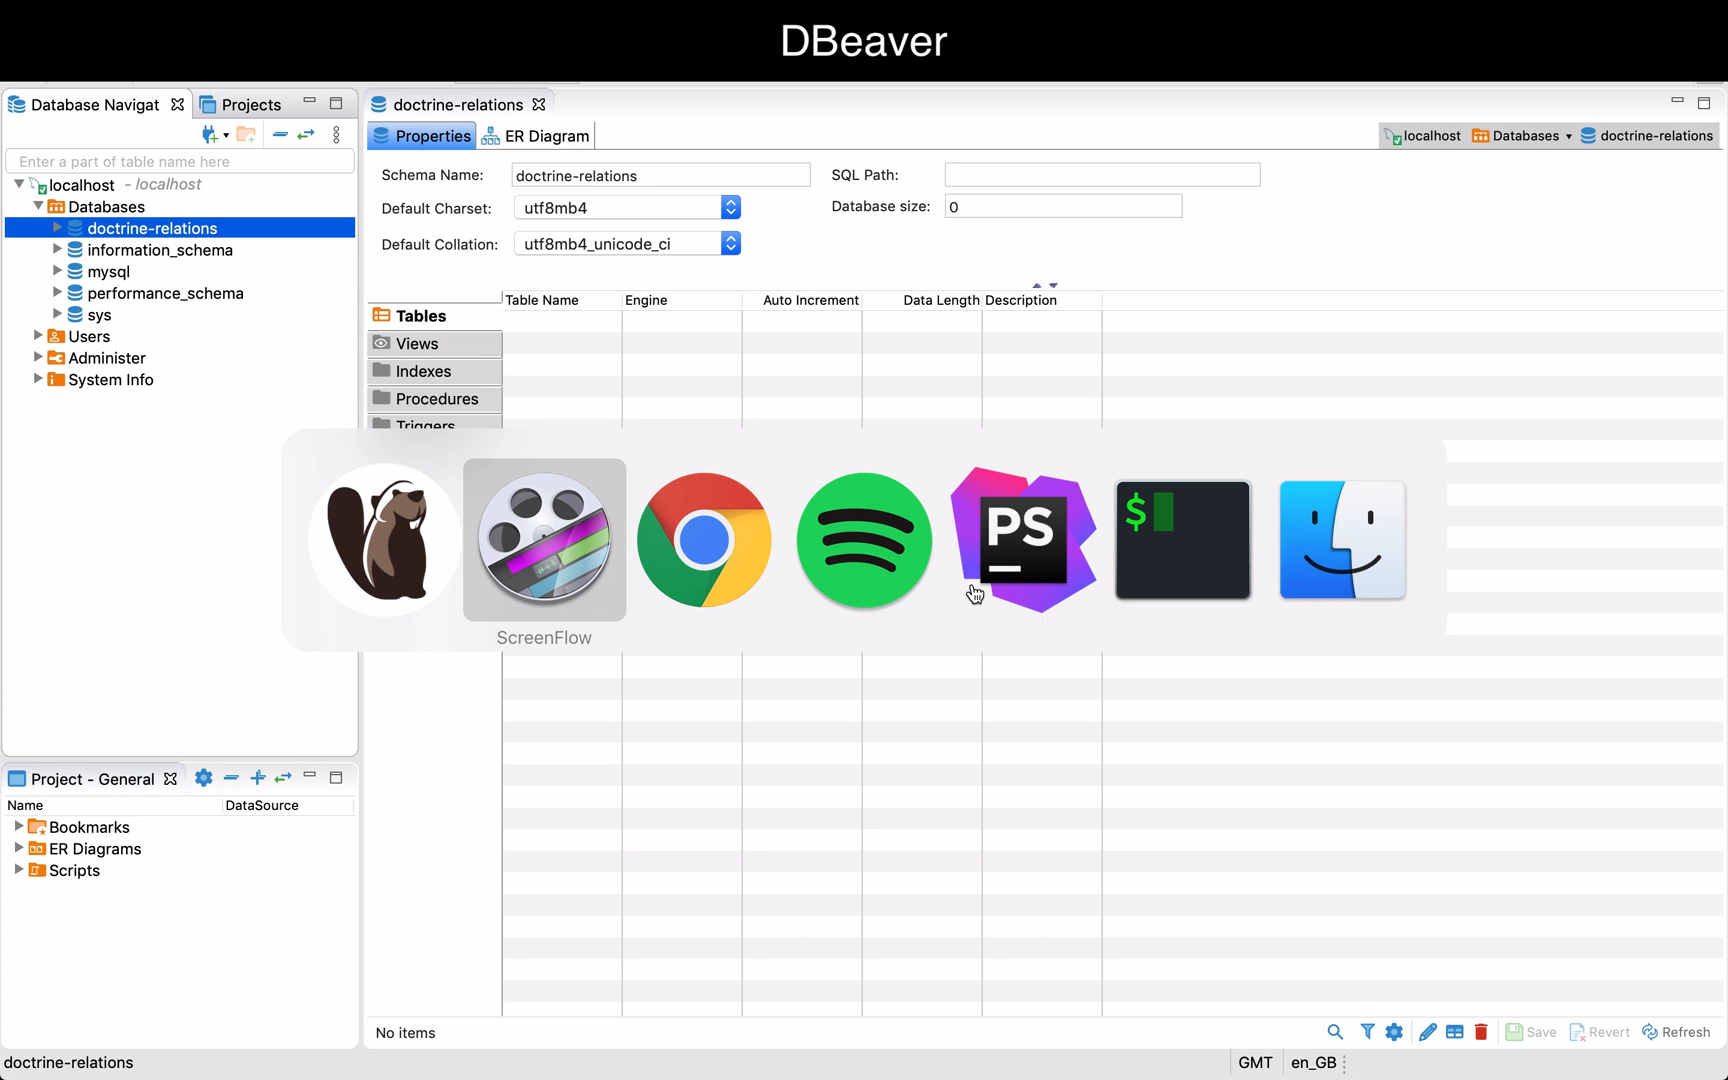 DBeaver
Database Navigat
Projects
Enter a part of table name here
localhost - localhost
Databases
doctrine-relations
information_schema
mysql
performance_schema
sys
Users
Administer
System Info
doctrine-relations
Properties
ER Diagram
localhost
Databases
doctrine-relations
Schema Name:
doctrine-relations
SQL Path:
Default Charset:
utf8mb4
Database size:
0
Default Collation:
utf8mb4_unicode_ci
Table Name
Engine
Auto Increment
Data Length
Description
Tables
Views
Indexes
Procedures
Triggers
PS
$
ScreenFlow
Project - General
Name
DataSource
Bookmarks
ER Diagrams
Scripts
No items
Save
Revert
Refresh
doctrine-relations
GMT
en_GB